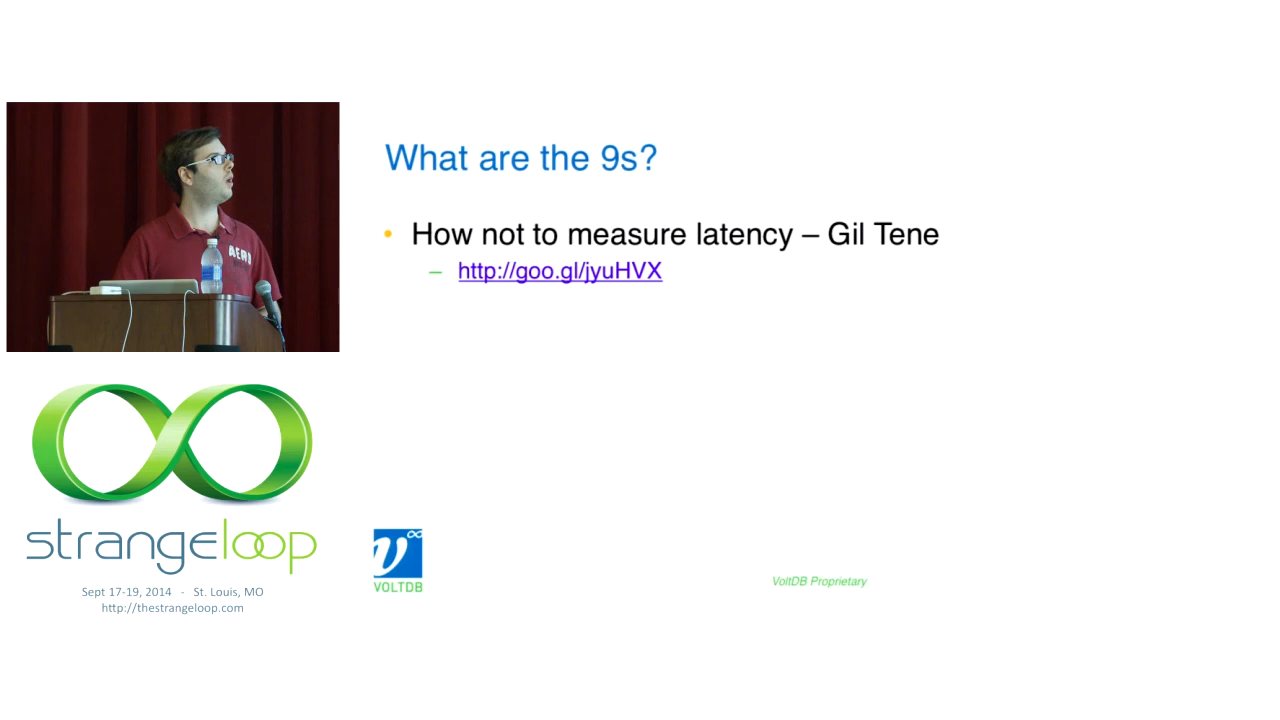 What are the 9s?
• How not to measure latency – Gil Tene
– http://goo.gl/jyuHVX
strangeloop
Sept 17-19, 2014 - St. Louis, MO
http://thestrangeloop.com
VOLTDB
VoltDB Proprietary